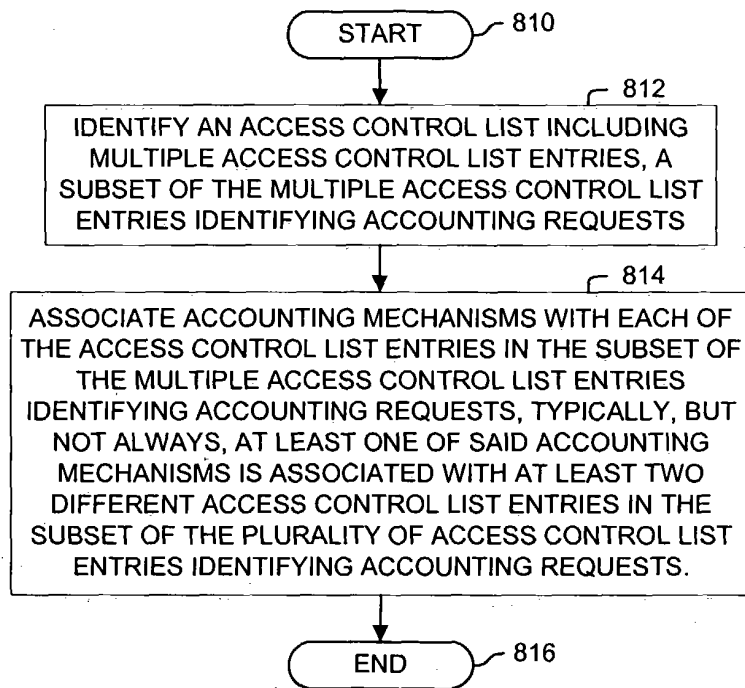 START
810
812
IDENTIFY AN ACCESS CONTROL LIST INCLUDING
MULTIPLE ACCESS CONTROL LIST ENTRIES, A
SUBSET OF THE MULTIPLE ACCESS CONTROL LIST
ENTRIES IDENTIFYING ACCOUNTING REQUESTS
814
ASSOCIATE ACCOUNTING MECHANISMS WITH EACH OF
THE ACCESS CONTROL LIST ENTRIES IN THE SUBSET OF
THE MULTIPLE ACCESS CONTROL LIST ENTRIES
IDENTIFYING ACCOUNTING REQUESTS, TYPICALLY, BUT
NOT ALWAYS, AT LEAST ONE OF SAID ACCOUNTING
MECHANISMS IS ASSOCIATED WITH AT LEAST TWO
DIFFERENT ACCESS CONTROL LIST ENTRIES IN THE
SUBSET OF THE PLURALITY OF ACCESS CONTROL LIST
ENTRIES IDENTIFYING ACCOUNTING REQUESTS.
END
816